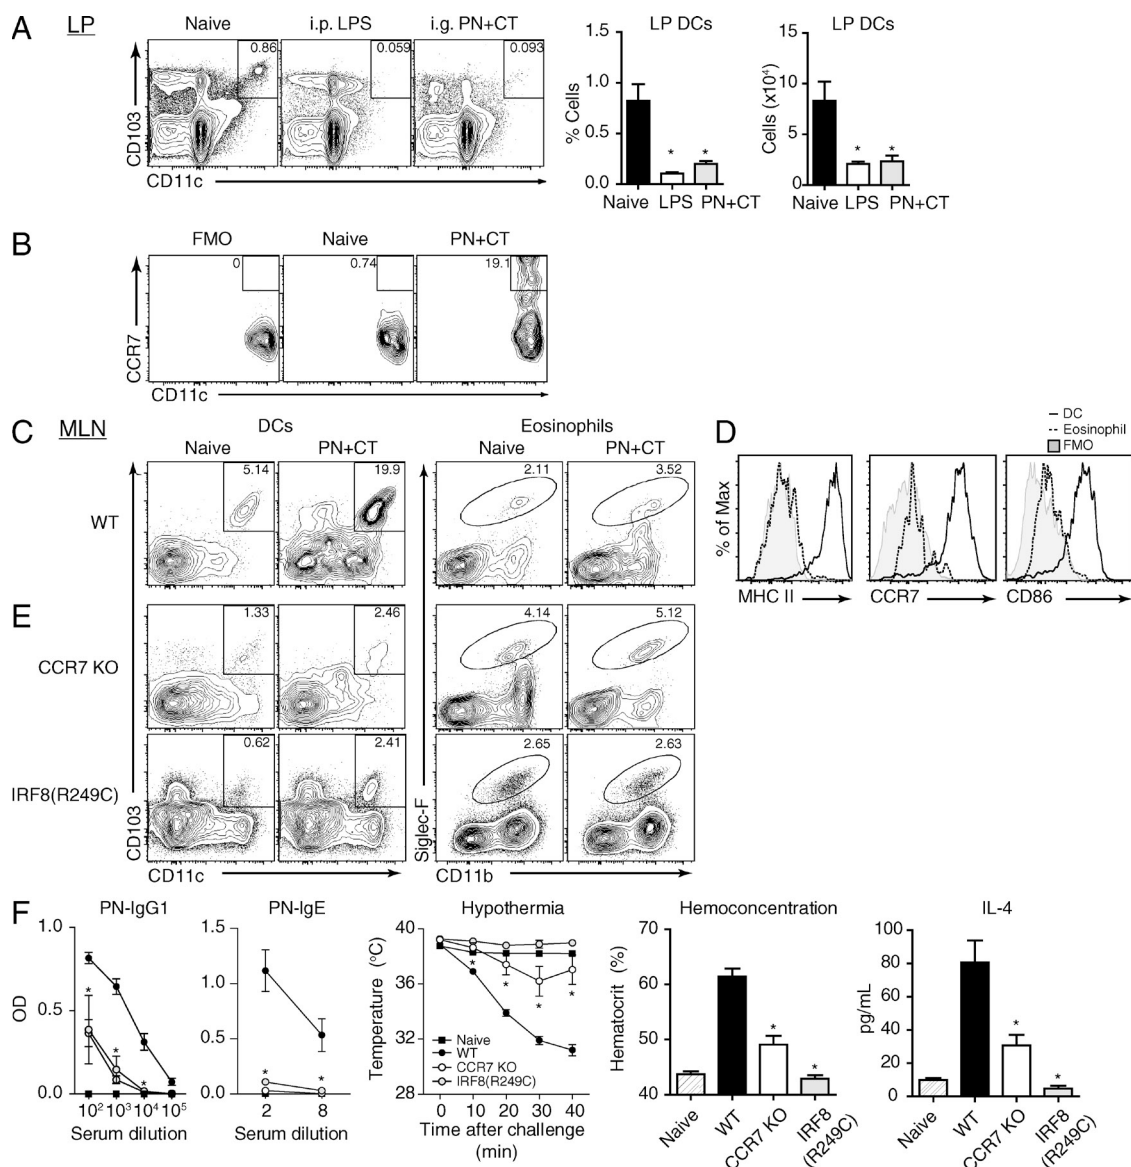 A LP
Naive i.p. LPS i.g. PN+CT
0.86 0.059 0.093
CD103
CD11c
LP DCs
1.5
1.0
0.5
0.0
% Cells
Naive LPS PN+CT
* *
LP DCs
15
10
5
0
Cells (x10⁴)
Naive LPS PN+CT
* *
B
FMO Naive PN+CT
0 0.74 19.1
CCR7
CD11c
C MLN
DCs Eosinophils
Naive PN+CT Naive PN+CT
WT
5.14 19.9 2.11 3.52
D
DC
Eosinophil
FMO
% of Max
MHC II CCR7 CD86
E
CCR7 KO
1.33 2.46 4.14 5.12
IRF8(R249C)
0.62 2.41 2.65 2.63
CD103
CD11c
Siglec-F
CD11b
F
PN-IgG1
1.0
0.5
0.0
OD
* * *
10² 10³ 10⁴ 10⁵
Serum dilution
PN-IgE
1.5
1.0
0.5
0.0
* *
2 8
Serum dilution
Hypothermia
40
36
32
28
Temperature (°C)
* * * *
Naive
WT
CCR7 KO
IRF8(R249C)
0 10 20 30 40
Time after challenge
(min)
Hemoconcentration
70
60
50
40
Hematocrit (%)
* *
Naive WT CCR7 KO IRF8
(R249C)
IL-4
100
80
60
40
20
0
pg/mL
* *
Naive WT CCR7 KO IRF8
(R249C)